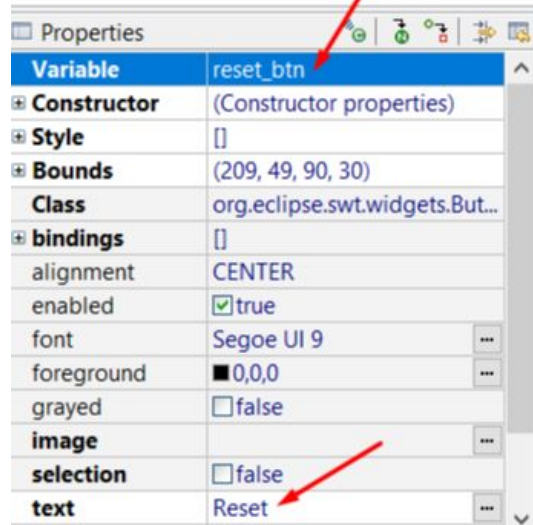 Properties
Variable reset_btn
Constructor (Constructor properties)
Style []
Bounds (209, 49, 90, 30)
Class org.eclipse.swt.widgets.But...
bindings []
alignment CENTER
enabled true
font Segoe UI 9 ...
foreground 0,0,0 ...
grayed false
image ...
selection false
text Reset ...